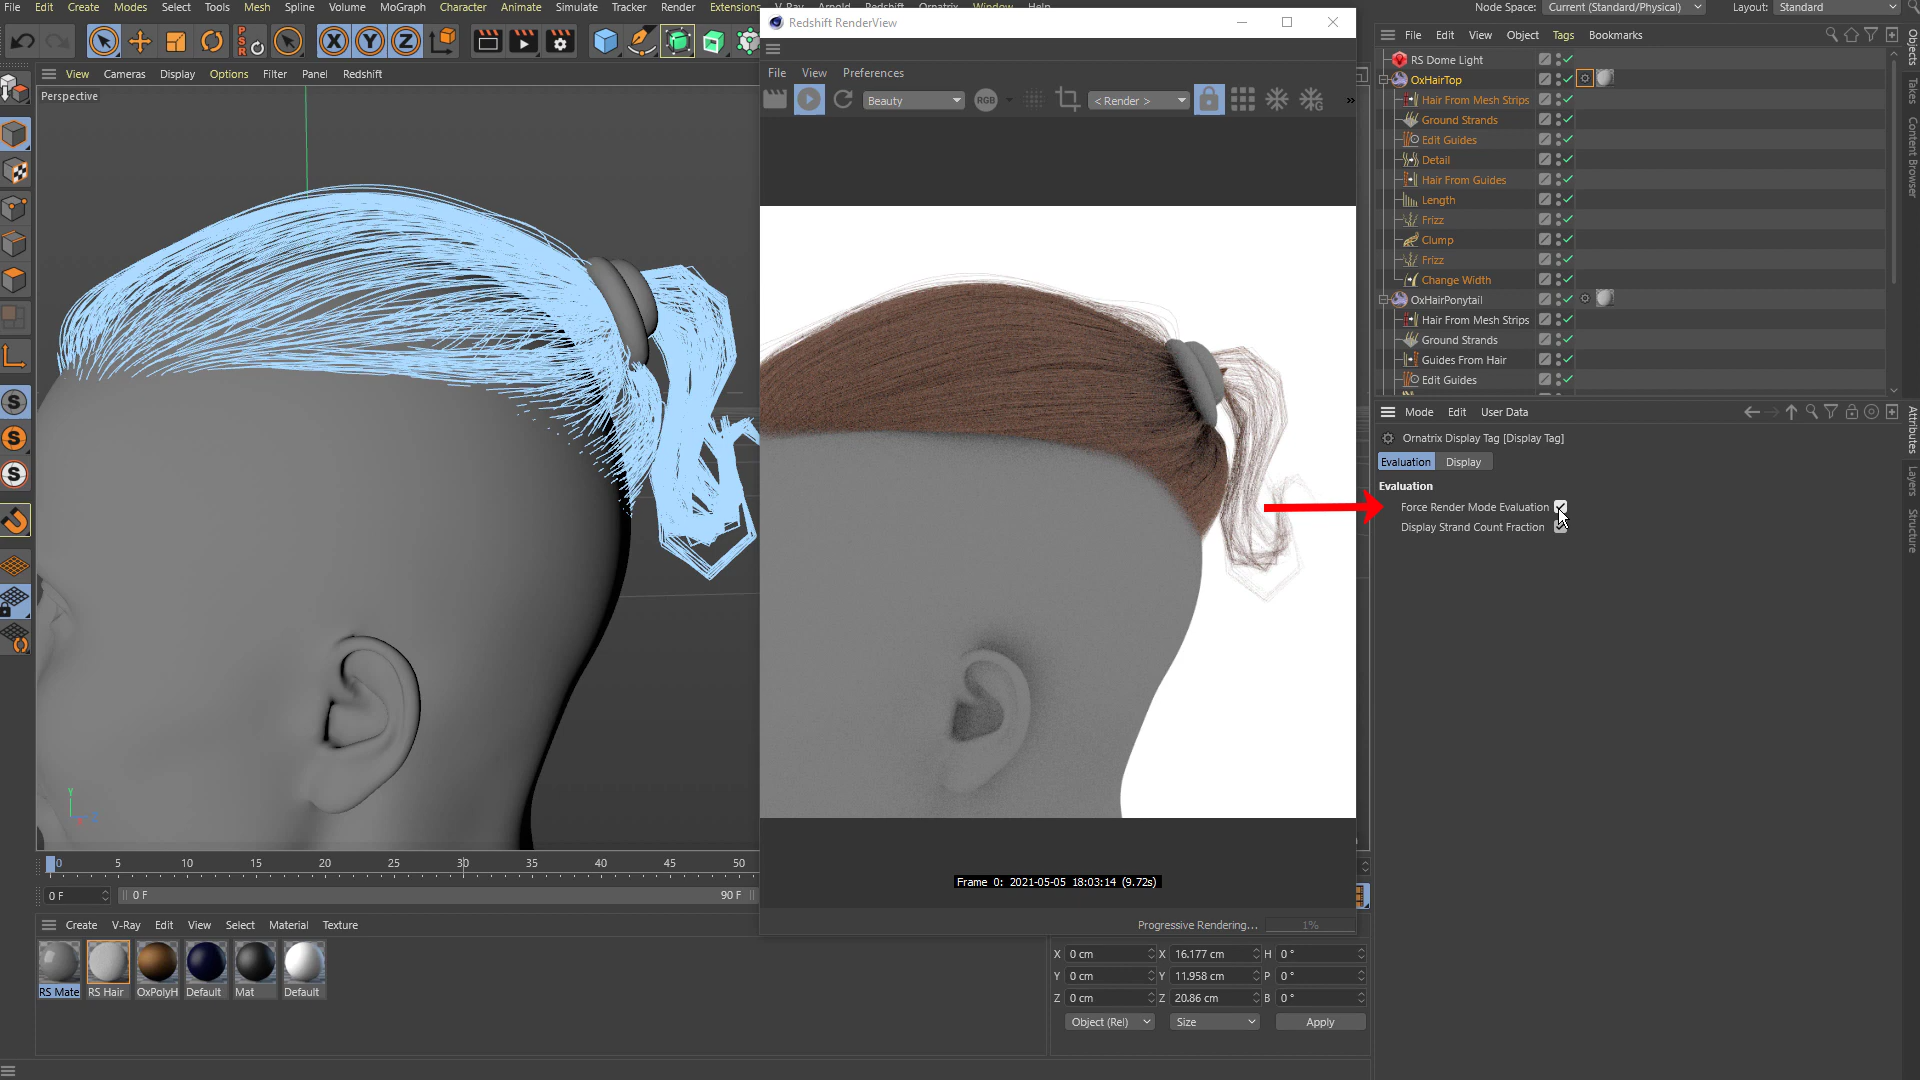 File Edit Create Modes Select Tools Mesh Spline Volume MoGraph Character Animate Simulate Tracker Render Extensions
Node Space: Current (Standard/Physical) Layout: Standard
Redshift RenderView
File Edit View Object Tags Bookmarks
View Cameras Display Options Filter Panel Redshift
File View Preferences
Perspective
Beauty
RGB
< Render >
»
P
S
R
X
Y
Z
RS Dome Light
OxHairTop
Hair From Mesh Strips
Ground Strands
Edit Guides
Detail
Hair From Guides
Length
Frizz
Clump
Frizz
Change Width
OxHairPonytail
Hair From Mesh Strips
Ground Strands
Guides From Hair
Edit Guides
Objects
Takes
Content Browser
Mode Edit User Data
Ornatrix Display Tag [Display Tag]
Evaluation Display
Evaluation
Force Render Mode Evaluation
Display Strand Count Fraction
Attributes
Layers
Structure
S
S
S
Y
Z
0 5 10 15 20 25 30 35 40 45 50
0 F
0 F
90 F
Frame 0: 2021-05-05 18:03:14 (9.72s)
Progressive Rendering... 1%
Create V-Ray Edit View Select Material Texture
RS Mate RS Hair OxPolyH Default Mat Default
X 0 cm X 16.177 cm H 0 °
Y 0 cm Y 11.958 cm P 0 °
Z 0 cm Z 20.86 cm B 0 °
Object (Rel) Size Apply